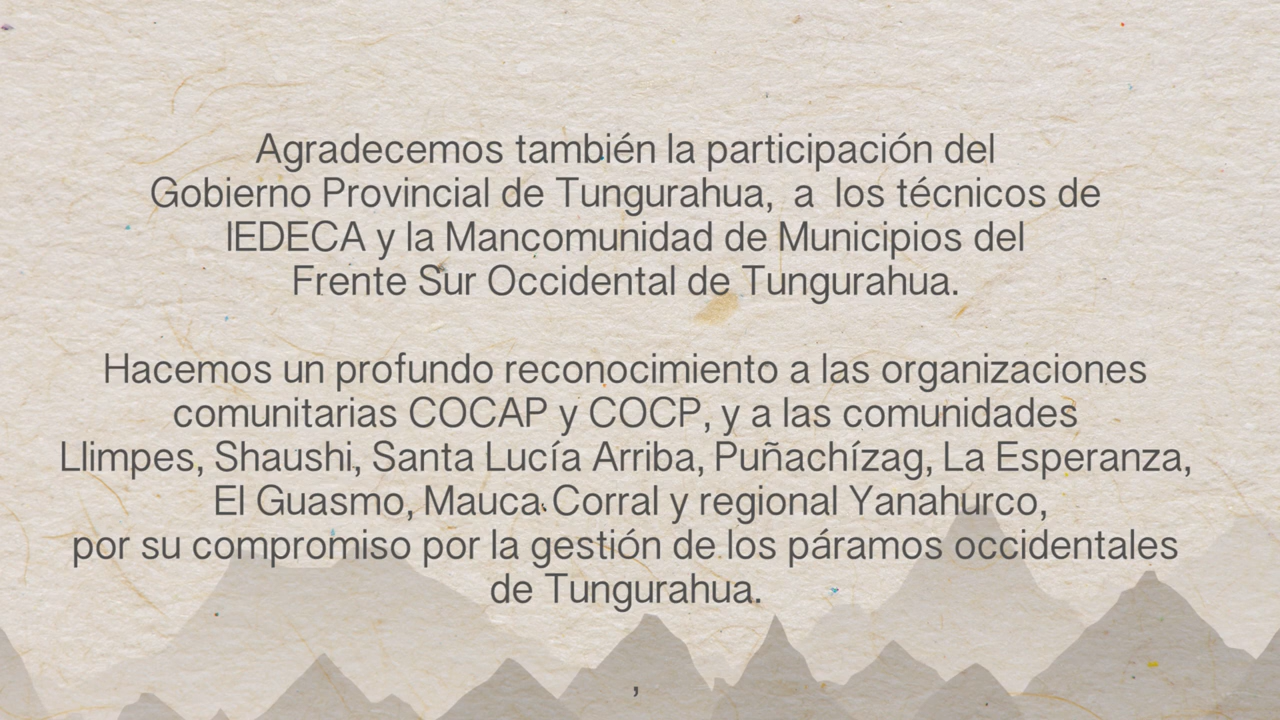 Agradecemos también la participación del
Gobierno Provincial de Tungurahua,  a  los técnicos de
IEDECA y la Mancomunidad de Municipios del
Frente Sur Occidental de Tungurahua.
Hacemos un profundo reconocimiento a las organizaciones
comunitarias COCAP y COCP, y a las comunidades
Llimpes, Shaushi, Santa Lucía Arriba, Puñachízag, La Esperanza,
El Guasmo, Mauca Corral y regional Yanahurco,
por su compromiso por la gestión de los páramos occidentales
de Tungurahua.
,